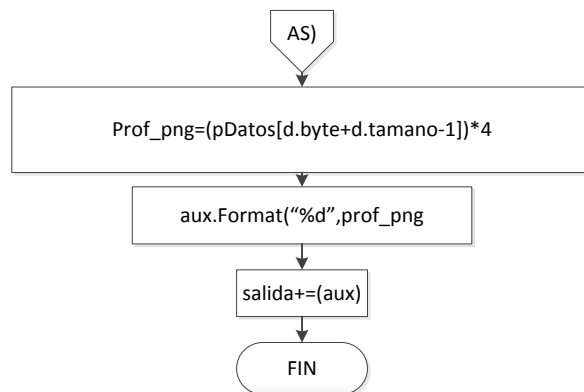 AS)
Prof_png=(pDatos[d.byte+d.tamano-1])*4
aux.Format(“%d”,prof_png
salida+=(aux)
FIN